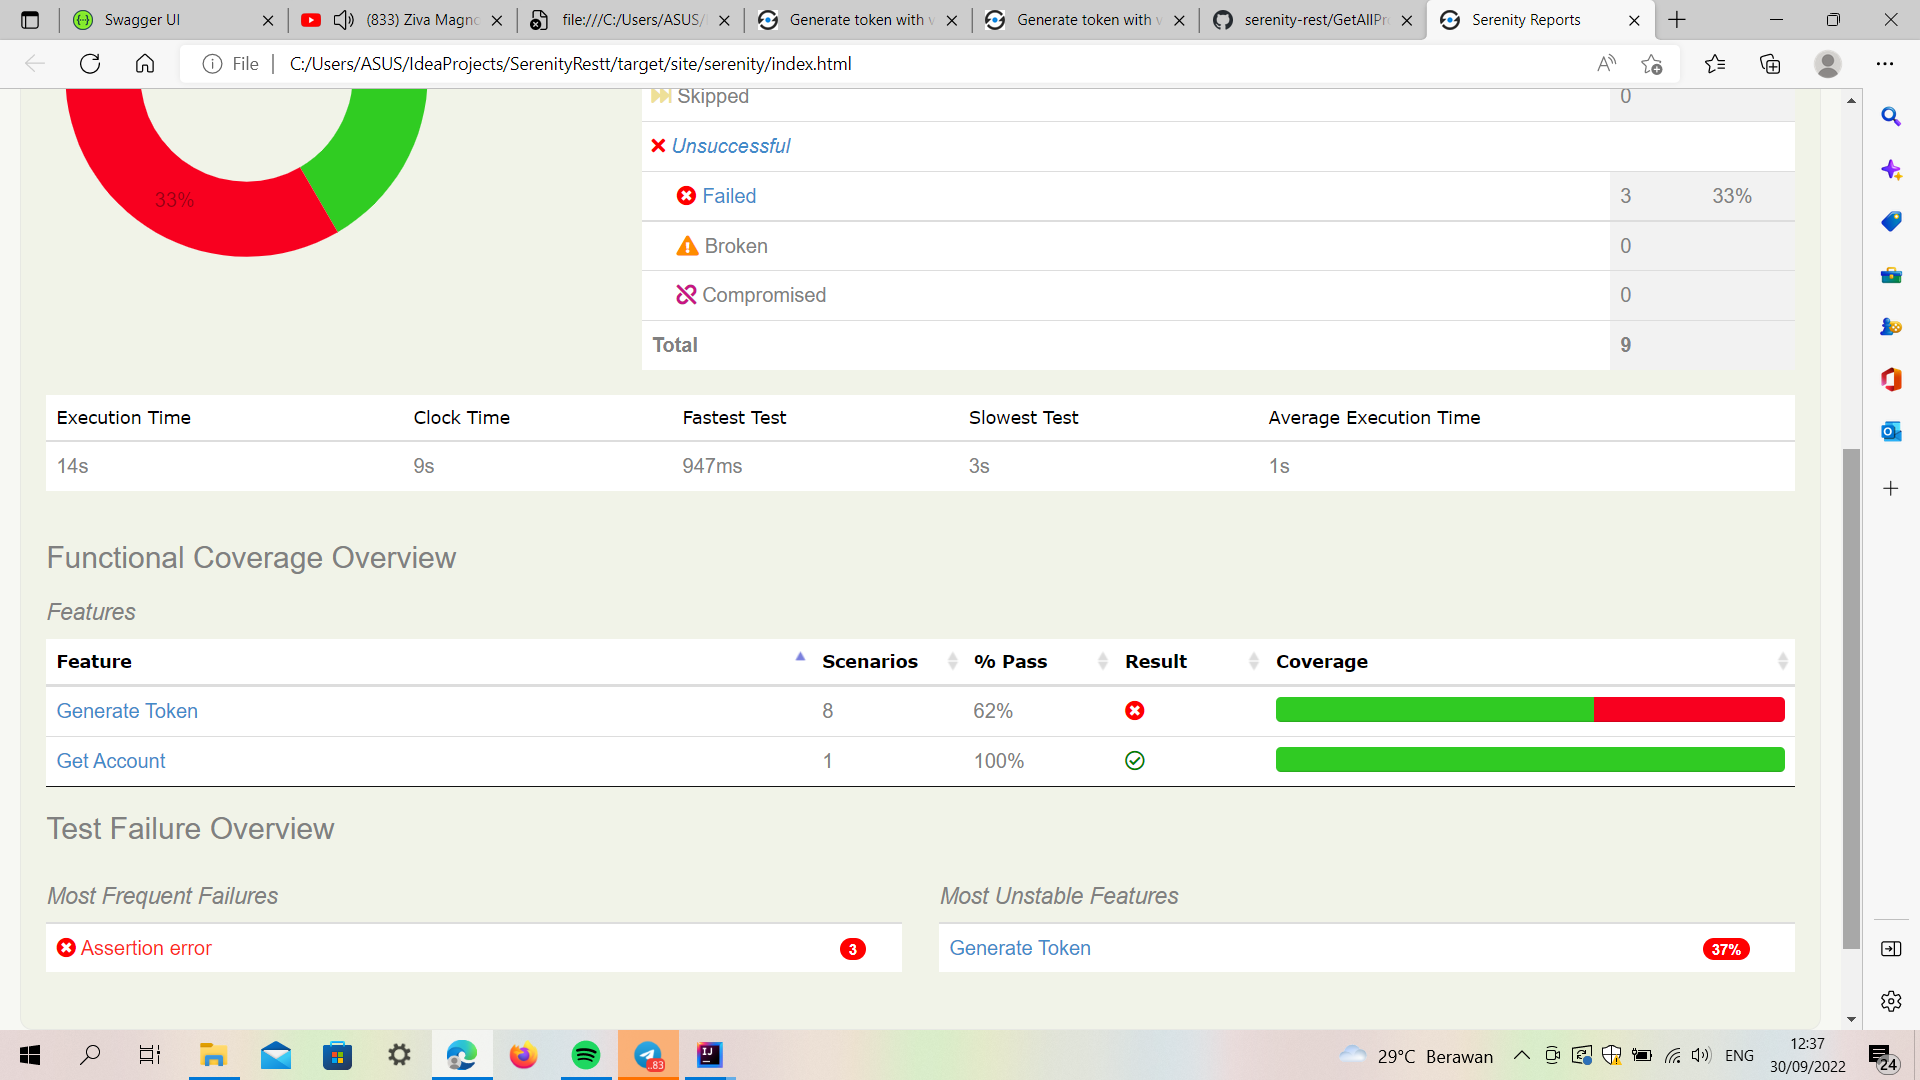 Swagger UI
(833) Ziva Magno
file:///C:/Users/ASUS/
Generate token with v
Generate token with v
serenity-rest/GetAllPr
Serenity Reports
File
C:/Users/ASUS/IdeaProjects/SerenityRestt/target/site/serenity/index.html
Skipped 0
Unsuccessful
33%
Failed 3 33%
Broken 0
Compromised 0
Total 9
Execution Time Clock Time Fastest Test Slowest Test Average Execution Time
14s 9s 947ms 3s 1s
Functional Coverage Overview
Features
Feature Scenarios % Pass Result Coverage
Generate Token 8 62%
Get Account 1 100%
Test Failure Overview
Most Frequent Failures
Most Unstable Features
Assertion error 3
Generate Token 37%
83
IJ
29°C Berawan
ENG
12:37
30/09/2022
24